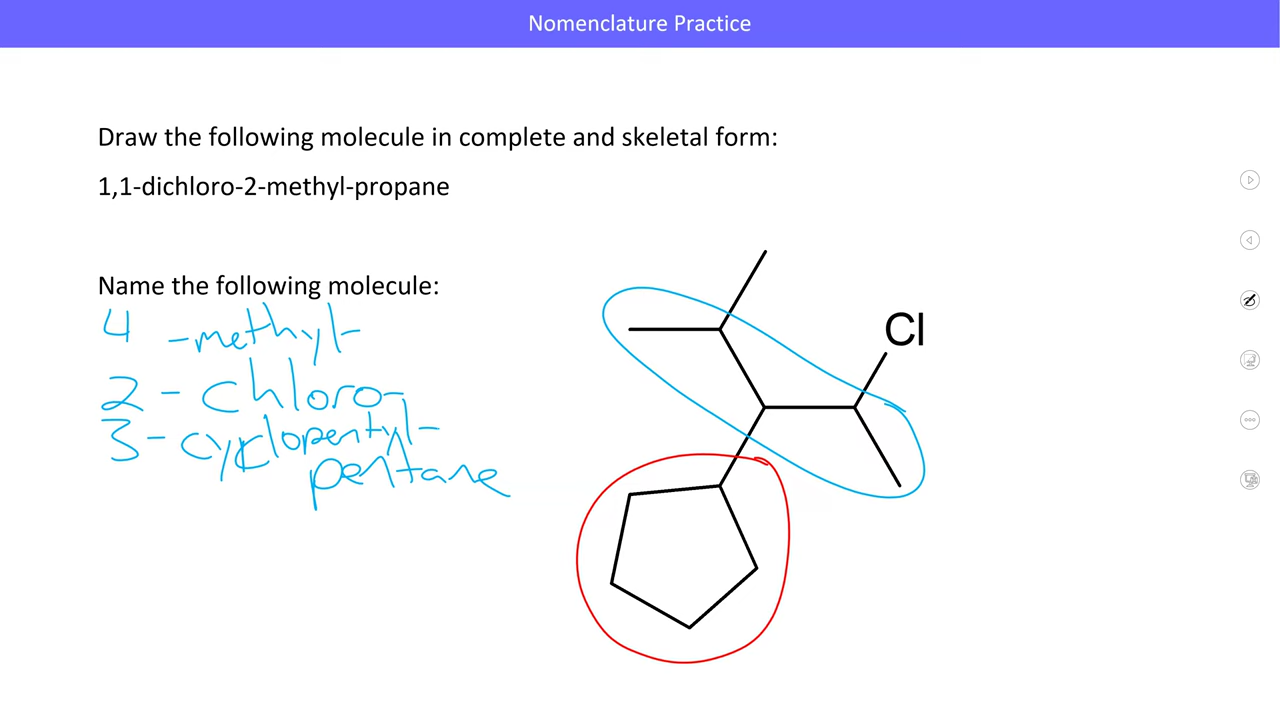 Nomenclature Practice
Draw the following molecule in complete and skeletal form:
1,1-dichloro-2-methyl-propane
Name the following molecule:
4 -methyl-
2-chloro-
3-cyclopentyl-
pentane
Cl